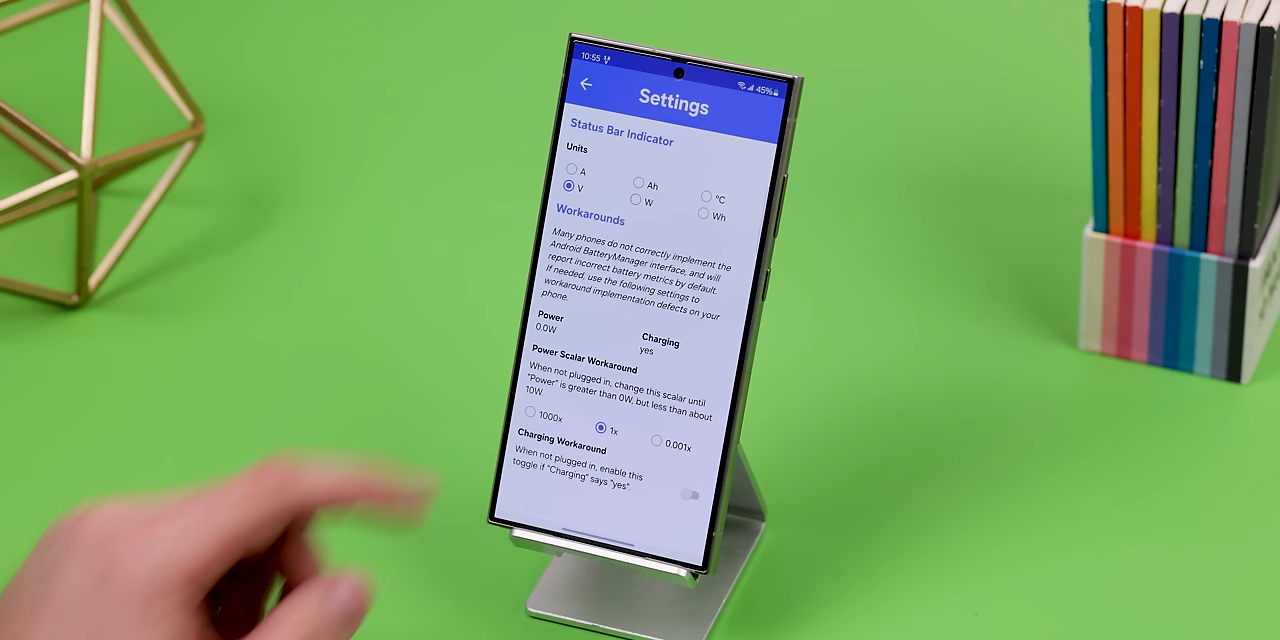 10:55 3.8 V 45%
Settings
Status Bar Indicator
Units
A Ah °C
V W Wh
Workarounds
Many phones do not correctly implement the
Android BatteryManager interface, and will
report incorrect battery metrics by default.
If needed, use the following settings to
workaround implementation defects on your
phone.
Power Charging
0.0W yes
Power Scalar Workaround
When not plugged in, change this scalar until
"Power" is greater than 0W, but less than about
10W
1000x 1x 0.001x
Charging Workaround
When not plugged in, enable this
toggle if "Charging" says "yes".